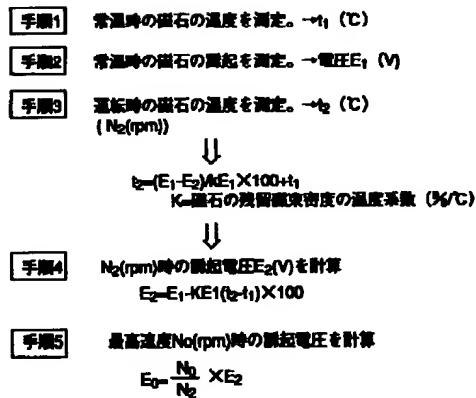 手順1 常温時の磁石の温度を測定。→t₁ (℃)
手順2 常温時の磁石の誘起を測定。→電圧E₁ (V)
手順3 運転時の磁石の温度を測定。→t₂ (℃)
( N₂(rpm))
t₂=(E₁-E₂)/kE₁×100+t₁
K=磁石の残留磁束密度の温度系数 (%/℃)
手順4 N₂(rpm)時の誘起電圧E₂(V)を計算
E₂=E₁-KE1(t₂-t₁)×100
手順5 最高速度No(rpm)時の誘起電圧を計算
E₀=N₀/N₂ ×E₂